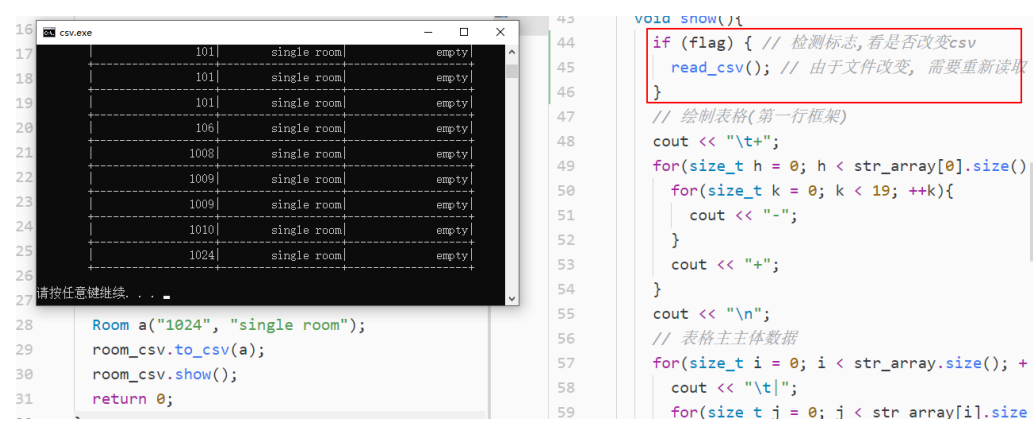 16
csv.exe
17
101| single room| empty|
18
101| single room| empty|
19
101| single room| empty|
20
106| single room| empty|
21
1008| single room| empty|
22
1009| single room| empty|
23
1009| single room| empty|
24
1010| single room| empty|
25
1024| single room| empty|
26
27
请按任意键继续. . .
28 Room a("1024", "single room");
29 room_csv.to_csv(a);
30 room_csv.show();
31 return 0;
43 void show(){
44 if (flag) { // 检测标志,看是否改变csv
45 read_csv(); // 由于文件改变, 需要重新读取
46 }
47 // 绘制表格(第一行框架)
48 cout << "\t+";
49 for(size_t h = 0; h < str_array[0].size()
50 for(size_t k = 0; k < 19; ++k){
51 cout << "-";
52 }
53 cout << "+";
54 }
55 cout << "\n";
56 // 表格主主体数据
57 for(size_t i = 0; i < str_array.size(); +
58 cout << "\t|";
59 for(size_t j = 0; j < str_array[i].size